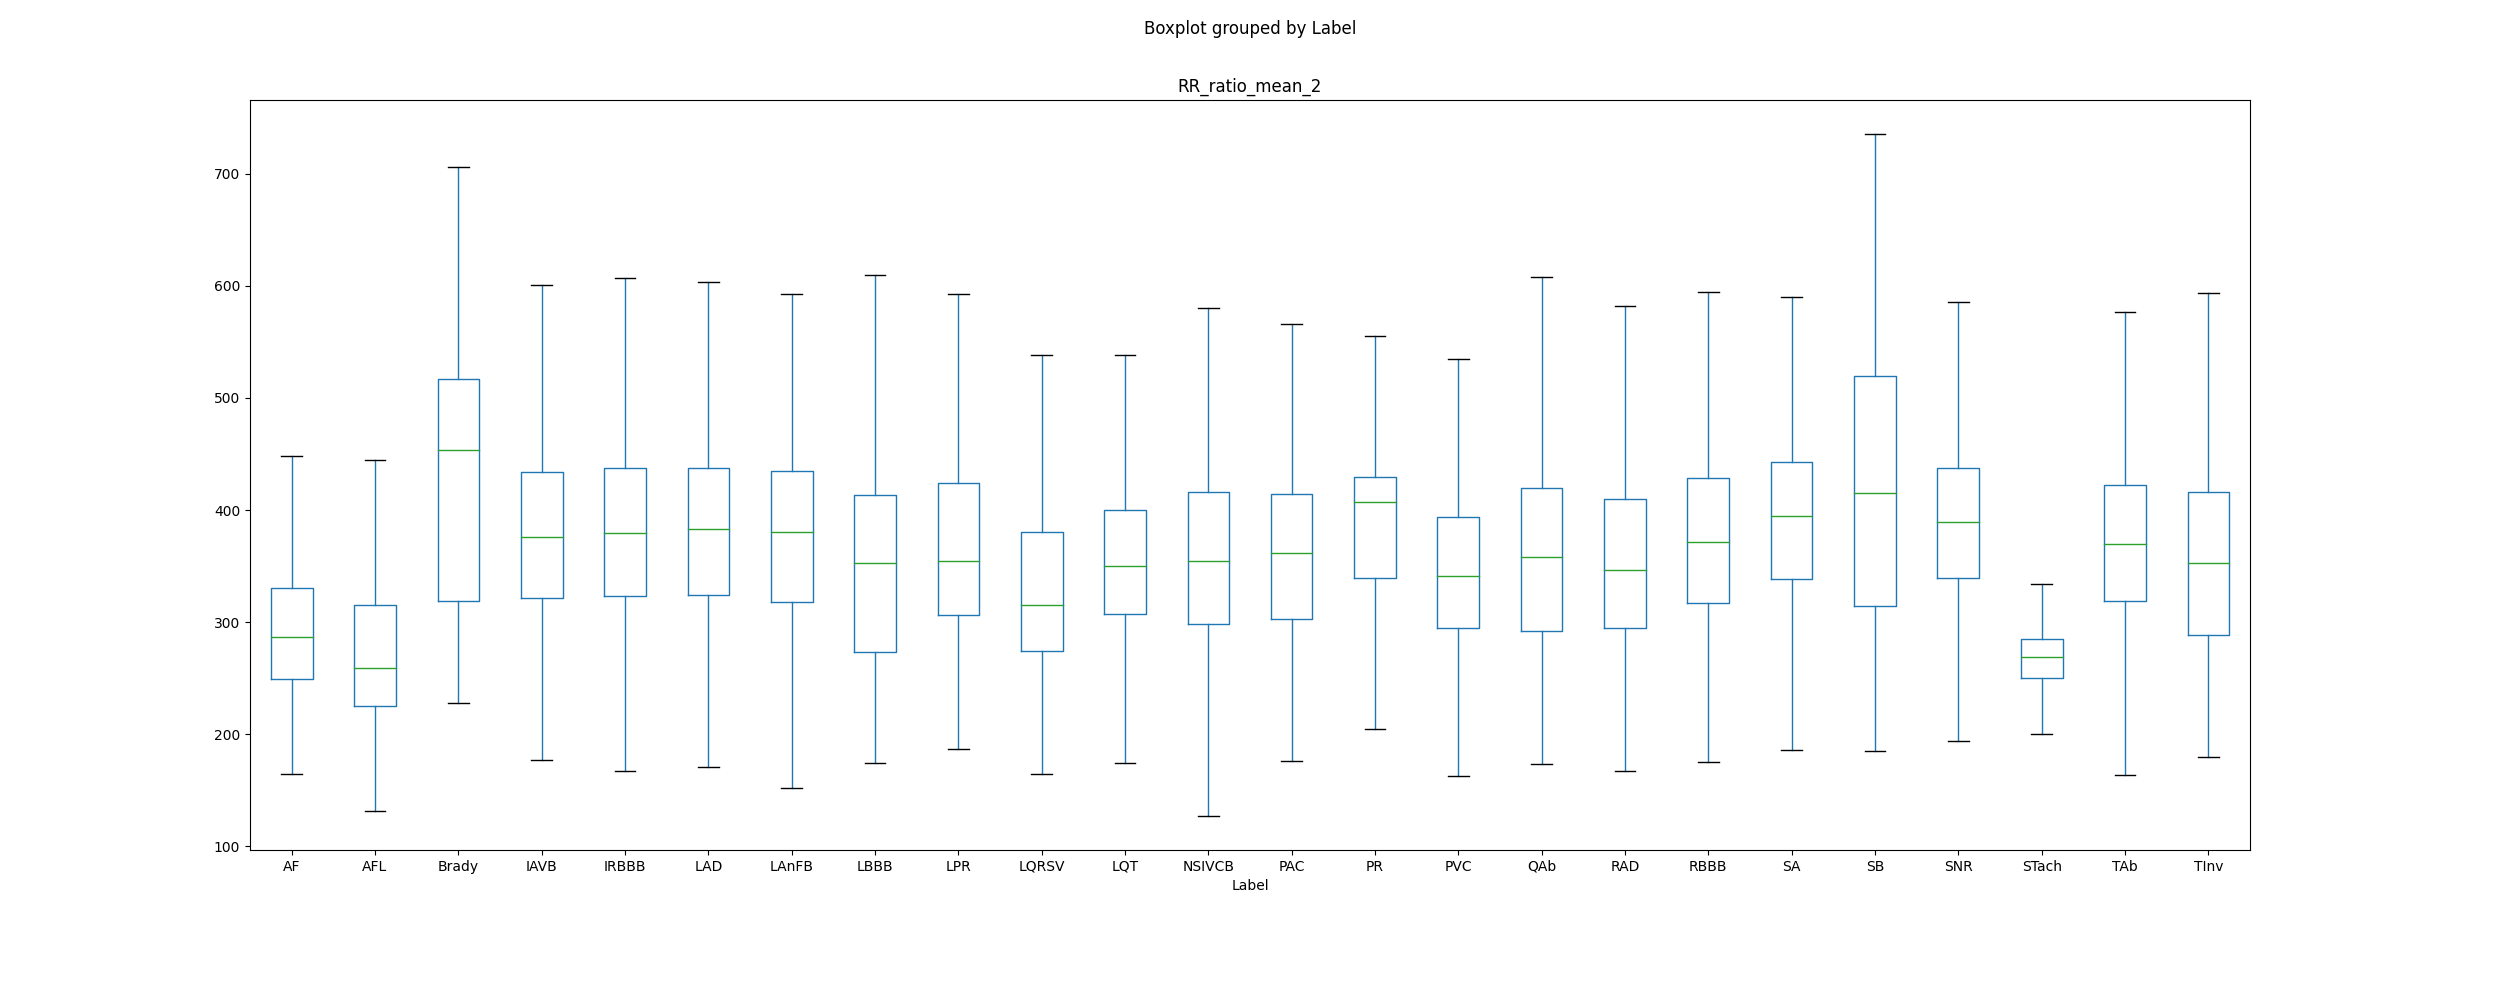 Boxplot grouped by Label
RR_ratio_mean_2
700
600
500
400
300
200
100
AF AFL Brady IAVB IRBBB LAD LAnFB LBBB LPR LQRSV LQT NSIVCB PAC PR PVC QAb RAD RBBB SA SB SNR STach TAb TInv
Label